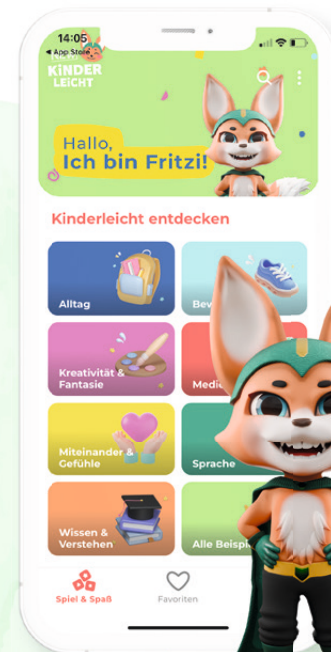 14:05
◀ App Store
KiNDER
LEiCHT
Hallo,
Ich bin Fritzi!
Kinderleicht entdecken
Alltag
Kreativität &
Fantasie
Miteinander &
Gefühle
Sprache
Wissen &
Verstehen
Alle
Spiel & Spaß
Favoriten